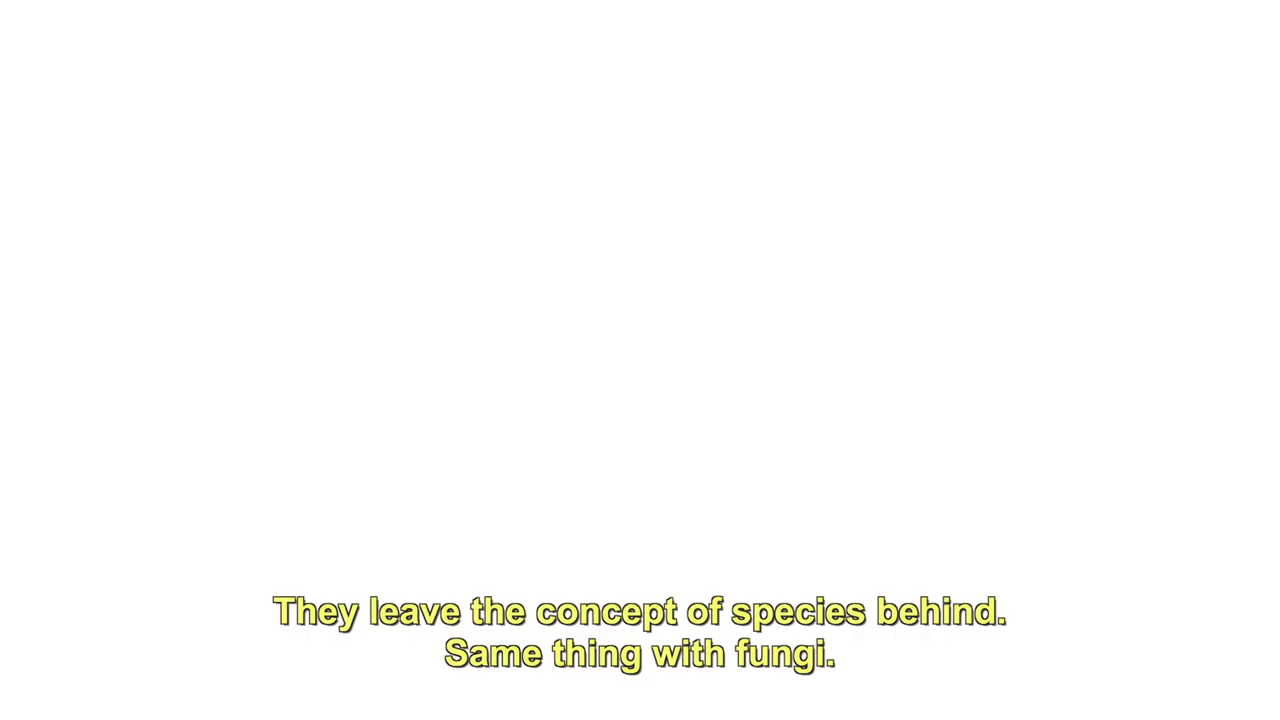 They leave the concept of species behind.
Same thing with fungi.